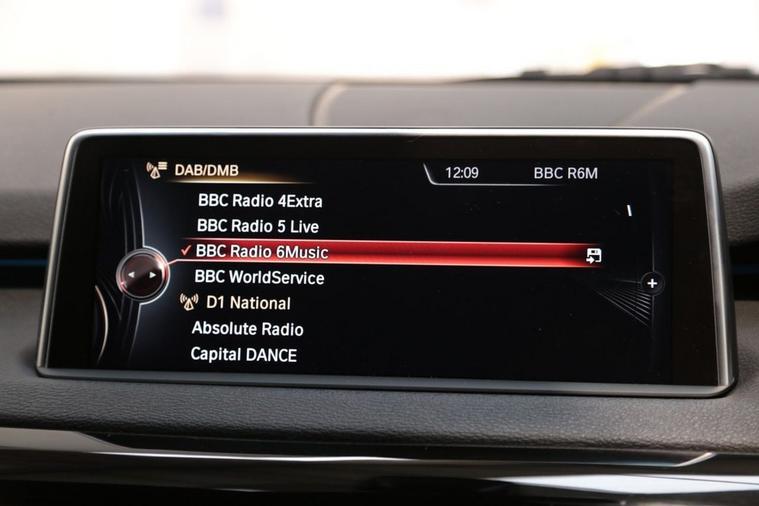 DAB/DMB 12:09 BBC R6M
BBC Radio 4Extra
BBC Radio 5 Live
BBC Radio 6Music
BBC WorldService
D1 National
Absolute Radio
Capital DANCE